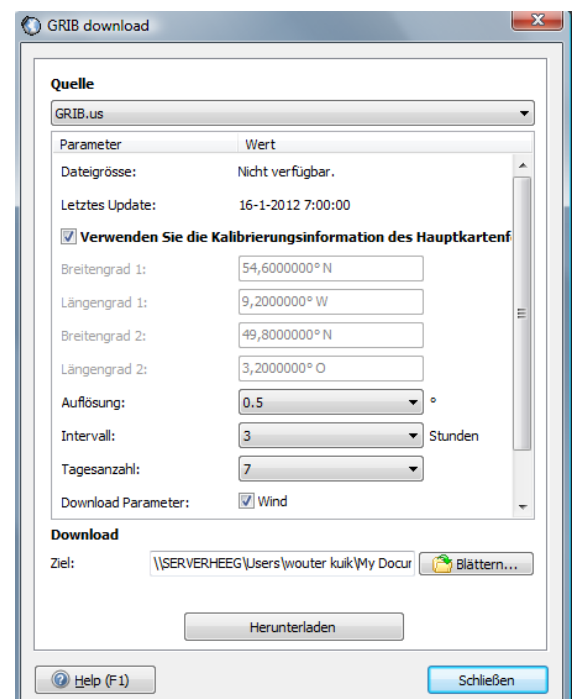 GRIB download
Quelle
GRIB.us
Parameter Wert
Dateigrösse: Nicht verfügbar.
Letztes Update: 16-1-2012 7:00:00
Verwenden Sie die Kalibrierungsinformation des Hauptkartenf
Breitengrad 1: 54,6000000° N
Längengrad 1: 9,2000000° W
Breitengrad 2: 49,8000000° N
Längengrad 2: 3,2000000° O
Auflösung: 0.5 °
Intervall: 3 Stunden
Tagesanzahl: 7
Download Parameter: Wind
Download
Ziel: \\SERVERHEEG\Users\wouter kuik\My Docur Blättern...
Herunterladen
Help (F1) Schließen